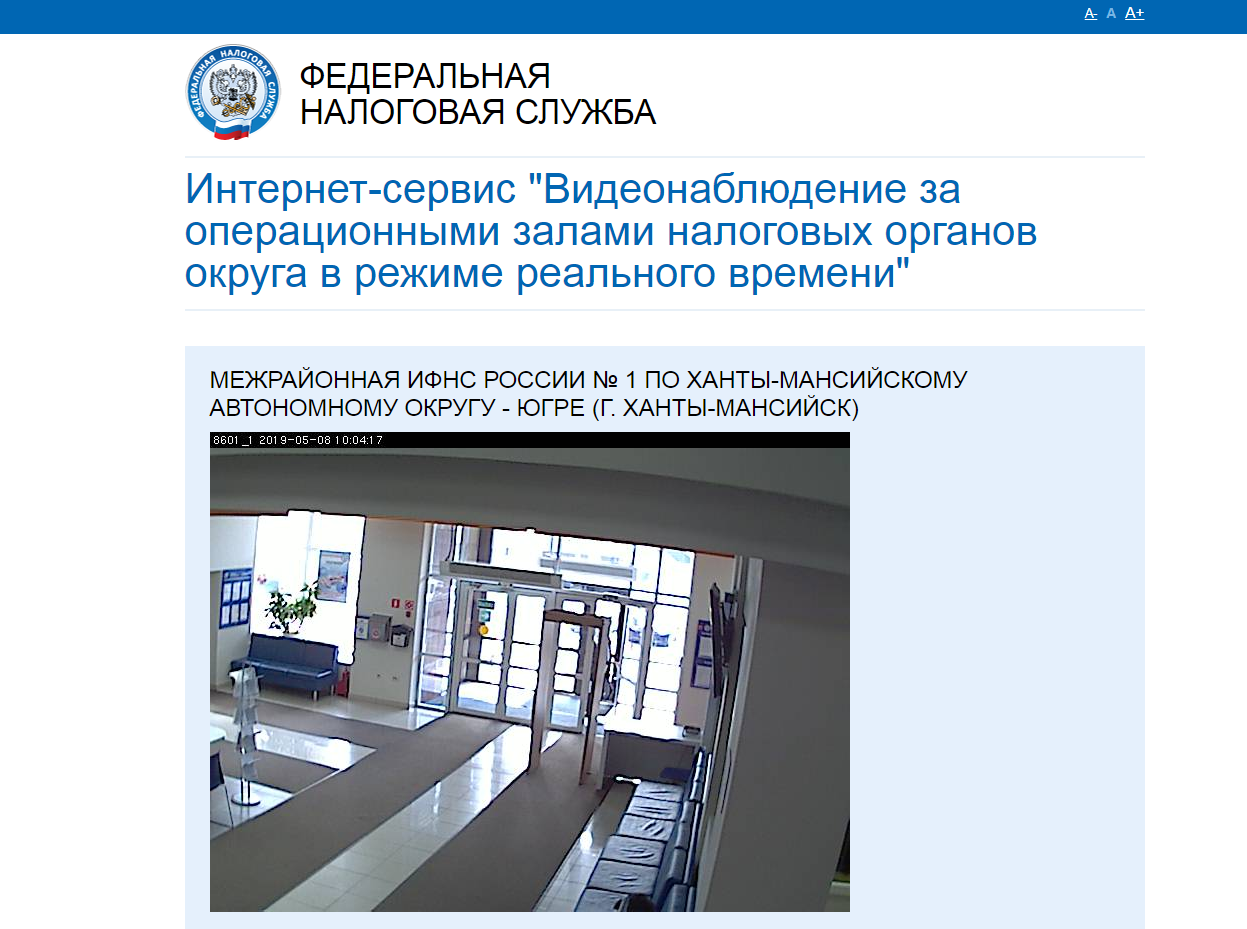 A- A A+
ФЕДЕРАЛЬНАЯ НАЛОГОВАЯ СЛУЖБА
ФЕДЕРАЛЬНАЯ
НАЛОГОВАЯ СЛУЖБА
Интернет-сервис "Видеонаблюдение за
операционными залами налоговых органов
округа в режиме реального времени"
МЕЖРАЙОННАЯ ИФНС РОССИИ № 1 ПО ХАНТЫ-МАНСИЙСКОМУ
АВТОНОМНОМУ ОКРУГУ - ЮГРЕ (Г. ХАНТЫ-МАНСИЙСК)
8601_1 2019-05-08 10:04:17